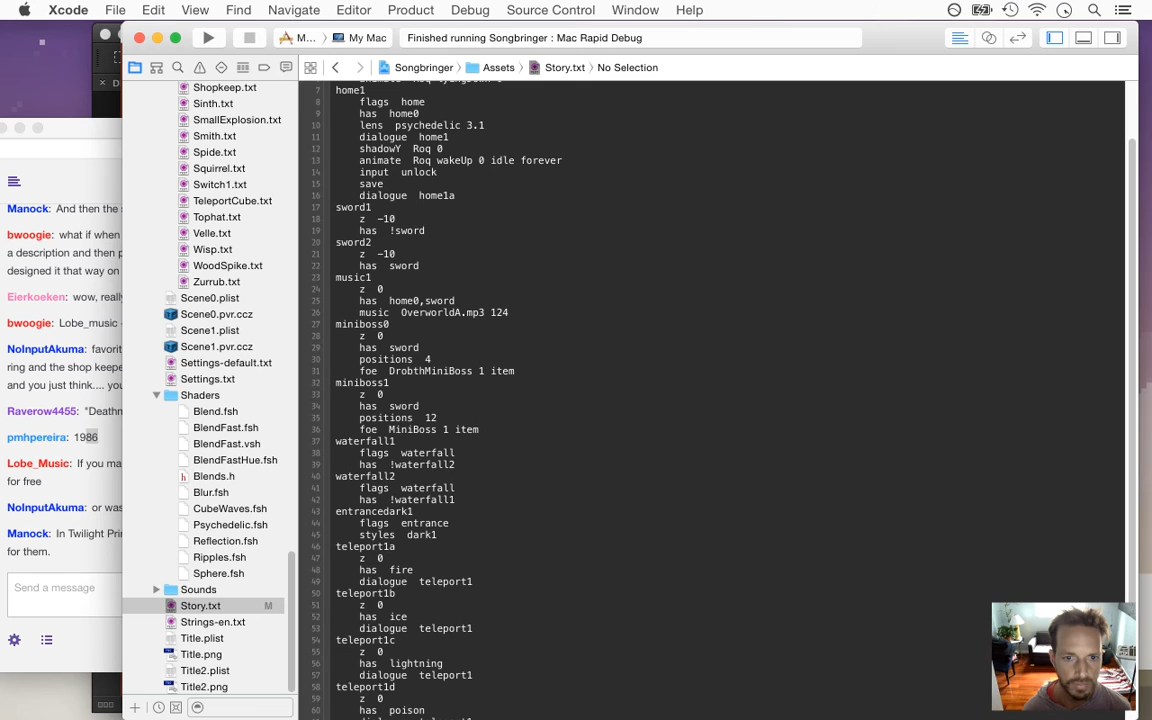 Xcode File Edit View Find Navigate Editor Product Debug Source Control Window Help
M... My Mac Finished running Songbringer : Mac Rapid Debug
Songbringer Assets Story.txt No Selection
Shopkeep.txt
Sinth.txt
SmallExplosion.txt
Smith.txt
Spide.txt
Squirrel.txt
Switch1.txt
TeleportCube.txt
Tophat.txt
Velle.txt
Wisp.txt
WoodSpike.txt
Zurrub.txt
Scene0.plist
Scene0.pvr.ccz
Scene1.plist
Scene1.pvr.ccz
Settings-default.txt
Settings.txt
Shaders
Blend.fsh
BlendFast.fsh
BlendFast.vsh
BlendFastHue.fsh
Blends.h
Blur.fsh
CubeWaves.fsh
Psychedelic.fsh
Reflection.fsh
Ripples.fsh
Sphere.fsh
Sounds
Story.txt M
Strings-en.txt
Title.plist
Title.png
Title2.plist
Title2.png
7 home1
8 flags home
9 has home0
10 lens psychedelic 3.1
11 dialogue home1
12 shadowY Roq 0
13 animate Roq wakeUp 0 idle forever
14 input unlock
15 save
16 dialogue home1a
17 sword1
18 z -10
19 has !sword
20 sword2
21 z -10
22 has sword
23 music1
24 z 0
25 has home0,sword
26 music OverworldA.mp3 124
27 miniboss0
28 z 0
29 has sword
30 positions 4
31 foe DrobthMiniBoss 1 item
32 miniboss1
33 z 0
34 has sword
35 positions 12
36 foe MiniBoss 1 item
37 waterfall1
38 flags waterfall
39 has !waterfall2
40 waterfall2
41 flags waterfall
42 has !waterfall1
43 entrancedark1
44 flags entrance
45 styles dark1
46 teleport1a
47 z 0
48 has fire
49 dialogue teleport1
50 teleport1b
51 z 0
52 has ice
53 dialogue teleport1
54 teleport1c
55 z 0
56 has lightning
57 dialogue teleport1
58 teleport1d
59 z 0
60 has poison
Manock: And then the
bwoogie: what if when
a description and then p
designed it that way on
Eierkoeken: wow, really
bwoogie: Lobe_music
NoInputAkuma: favorit
ring and the shop keepe
and you just think.... you
Raverow4455: "Deathm
pmhpereira: 1986
Lobe_Music: If you ma
for free
NoInputAkuma: or was
Manock: In Twilight Prin
for them.
Send a message